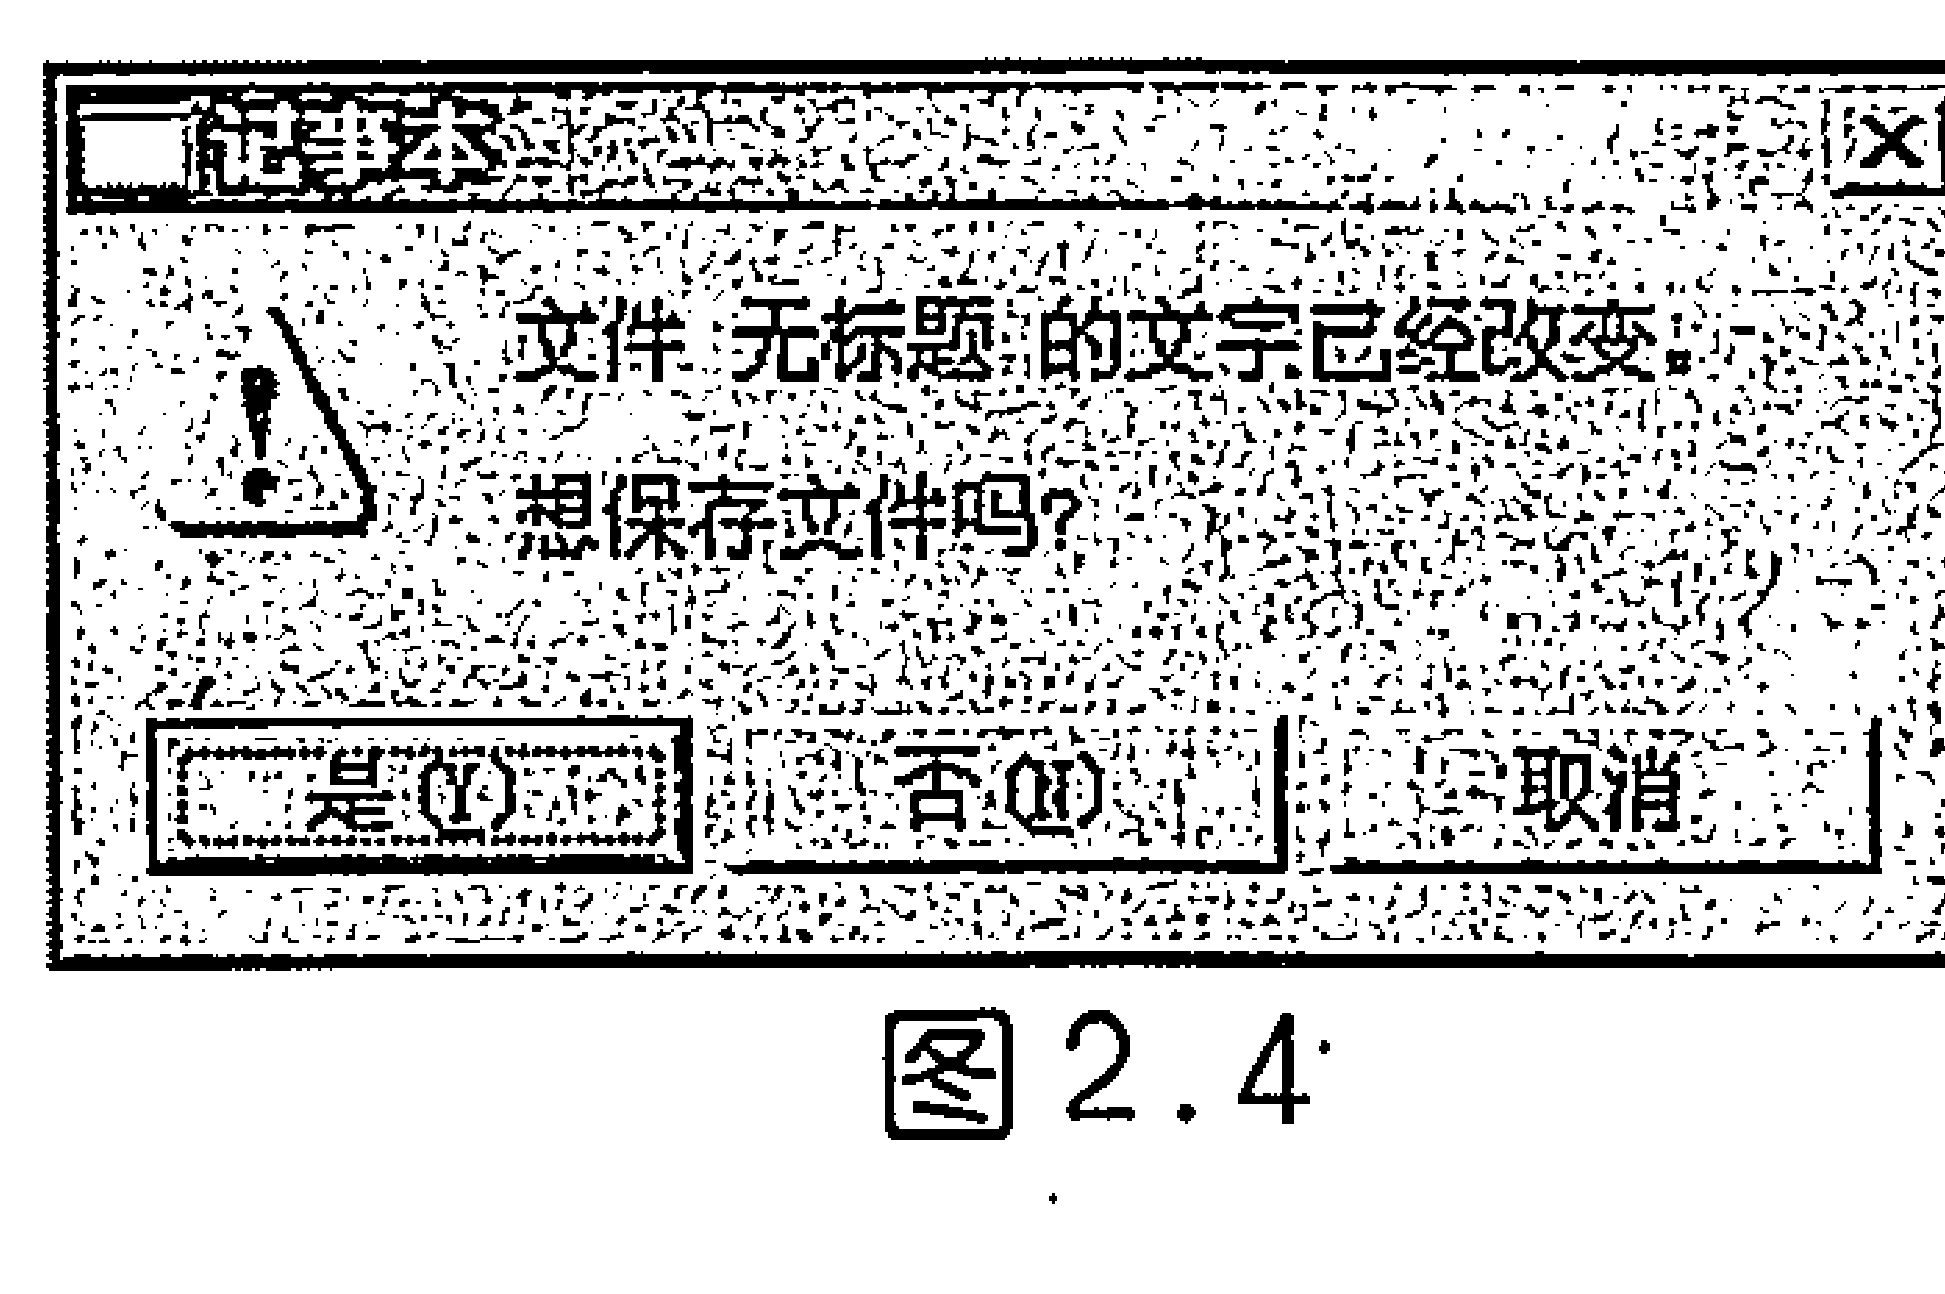 记事本
文件 无标题 的文字已经改变。
想保存文件吗?
是(Y) 否(N) 取消
图 2.4